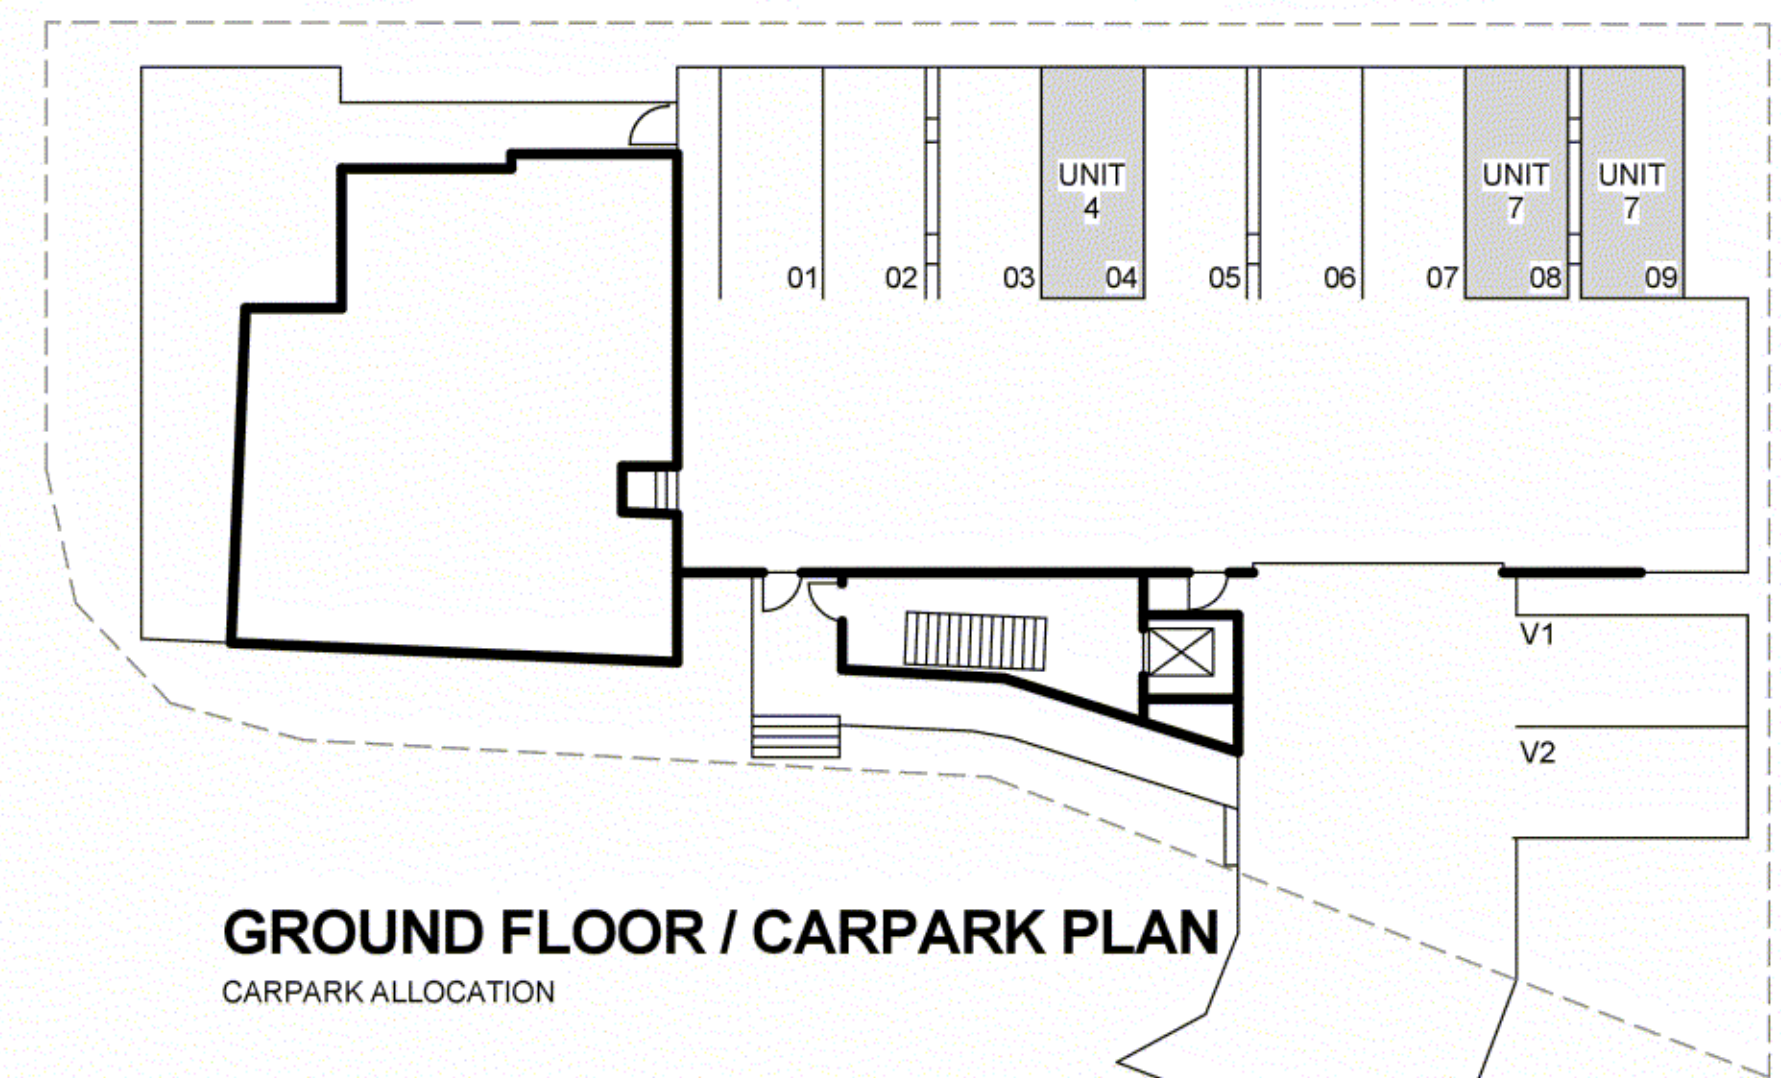 UNIT
4
UNIT
7
UNIT
7
01
02
03
04
05
06
07
08
09
V1
V2
GROUND FLOOR / CARPARK PLAN
CARPARK ALLOCATION